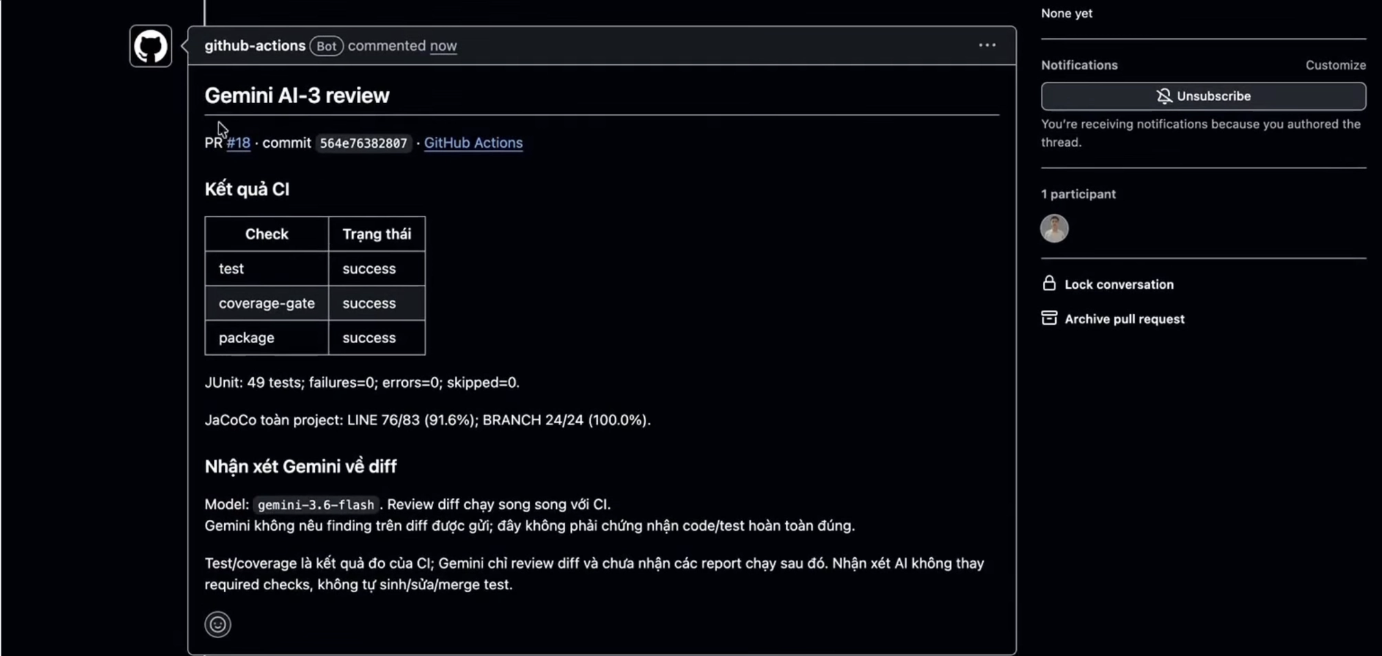 None yet
github-actions Bot commented now
Notifications Customize
Unsubscribe
You're receiving notifications because you authored the
thread.
1 participant
Lock conversation
Archive pull request
Gemini AI-3 review
PR #18 · commit 564e76382807 · GitHub Actions
Kết quả CI
Check Trạng thái
test success
coverage-gate success
package success
JUnit: 49 tests; failures=0; errors=0; skipped=0.
JaCoCo toàn project: LINE 76/83 (91.6%); BRANCH 24/24 (100.0%).
Nhận xét Gemini về diff
Model: gemini-3.6-flash. Review diff chạy song song với CI.
Gemini không nêu finding trên diff được gửi; đây không phải chứng nhận code/test hoàn toàn đúng.
Test/coverage là kết quả đo của CI; Gemini chỉ review diff và chưa nhận các report chạy sau đó. Nhận xét AI không thay
required checks, không tự sinh/sửa/merge test.